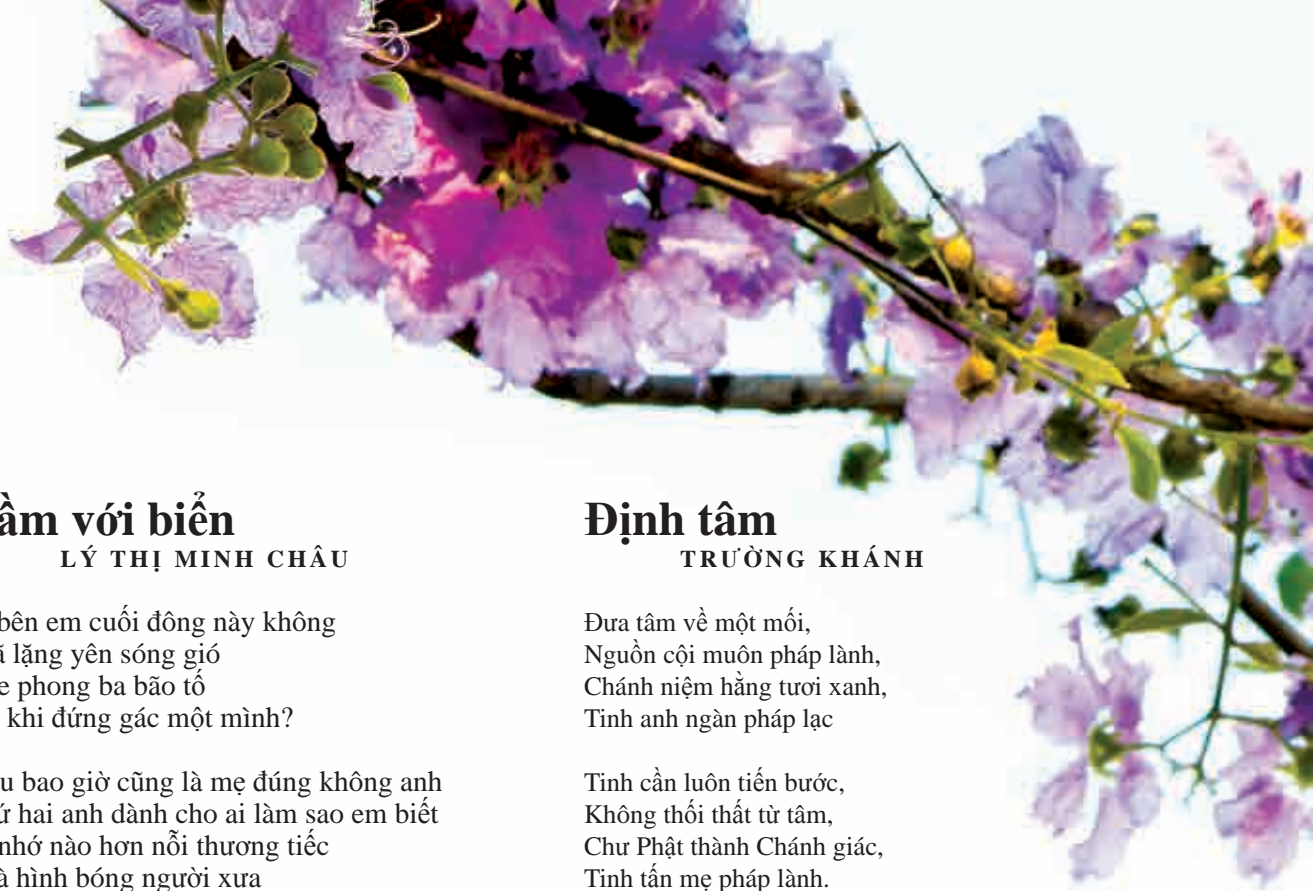 ầm với biển
LÝ THỊ MINH CHÂU
bên em cuối đông này không
lặng yên sóng gió
phong ba bão tố
khi đứng gác một mình?
bao giờ cũng là mẹ đúng không anh
hai anh dành cho ai làm sao em biết
nhớ nào hơn nỗi thương tiếc
hình bóng người xưa
Định tâm
TRƯỜNG KHÁNH
Đưa tâm về một mối,
Nguồn cội muôn pháp lành,
Chánh niệm hằng tươi xanh,
Tinh anh ngàn pháp lạc
Tinh cần luôn tiến bước,
Không thối thất từ tâm,
Chư Phật thành Chánh giác,
Tinh tấn mẹ pháp lành.